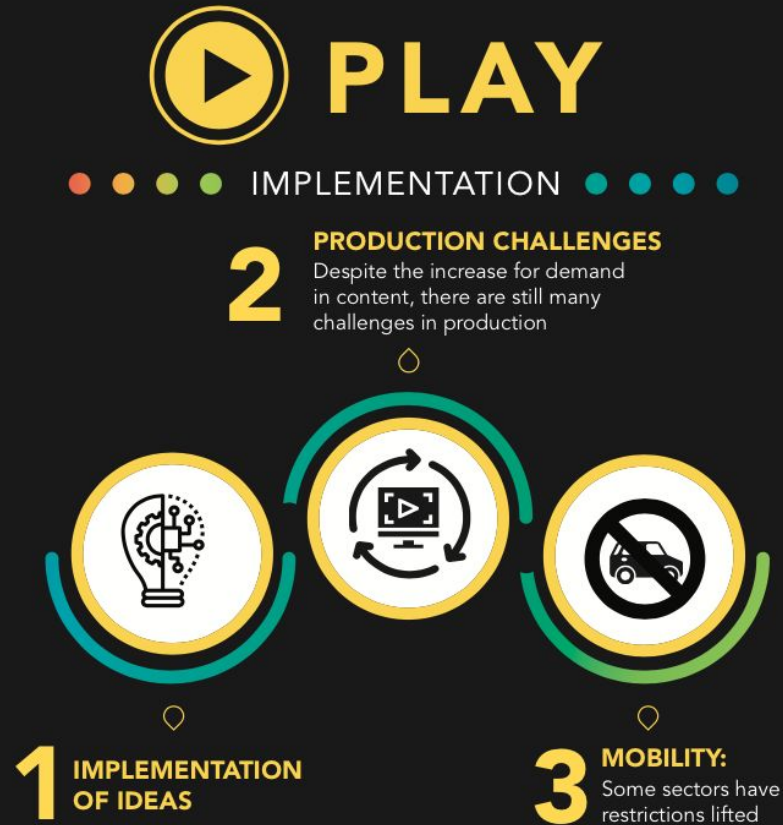 PLAY
IMPLEMENTATION
2
PRODUCTION CHALLENGES
Despite the increase for demand
in content, there are still many
challenges in production
1
IMPLEMENTATION
OF IDEAS
3
MOBILITY:
Some sectors have
restrictions lifted